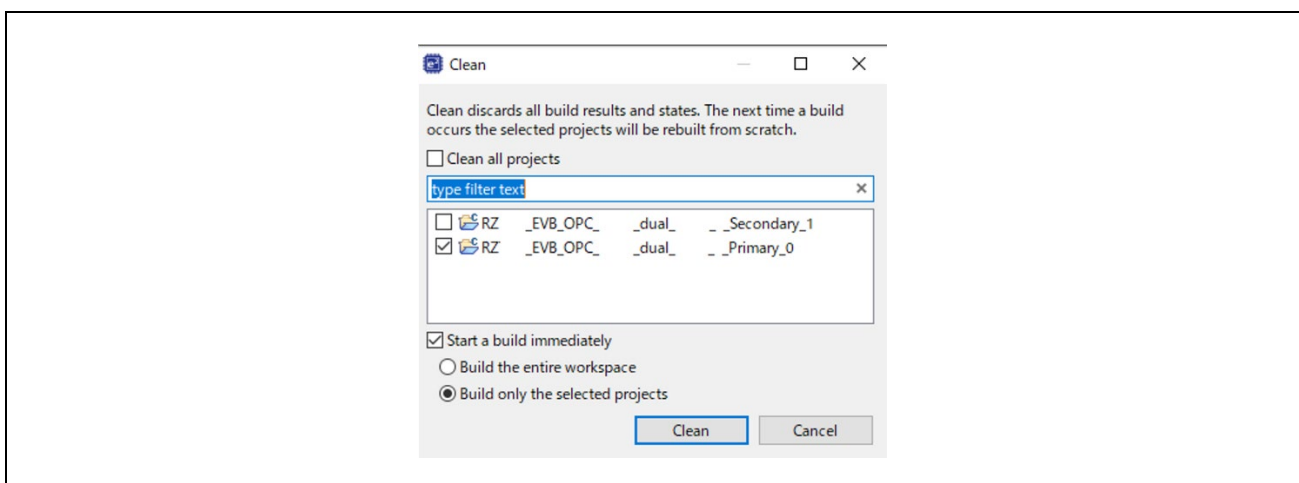 Clean
Clean discards all build results and states. The next time a build
occurs the selected projects will be rebuilt from scratch.
Clean all projects
type filter text
RZ _EVB_OPC_ _dual_ _ _Secondary_1
RZ _EVB_OPC_ _dual_ _ _Primary_0
Start a build immediately
Build the entire workspace
Build only the selected projects
Clean Cancel